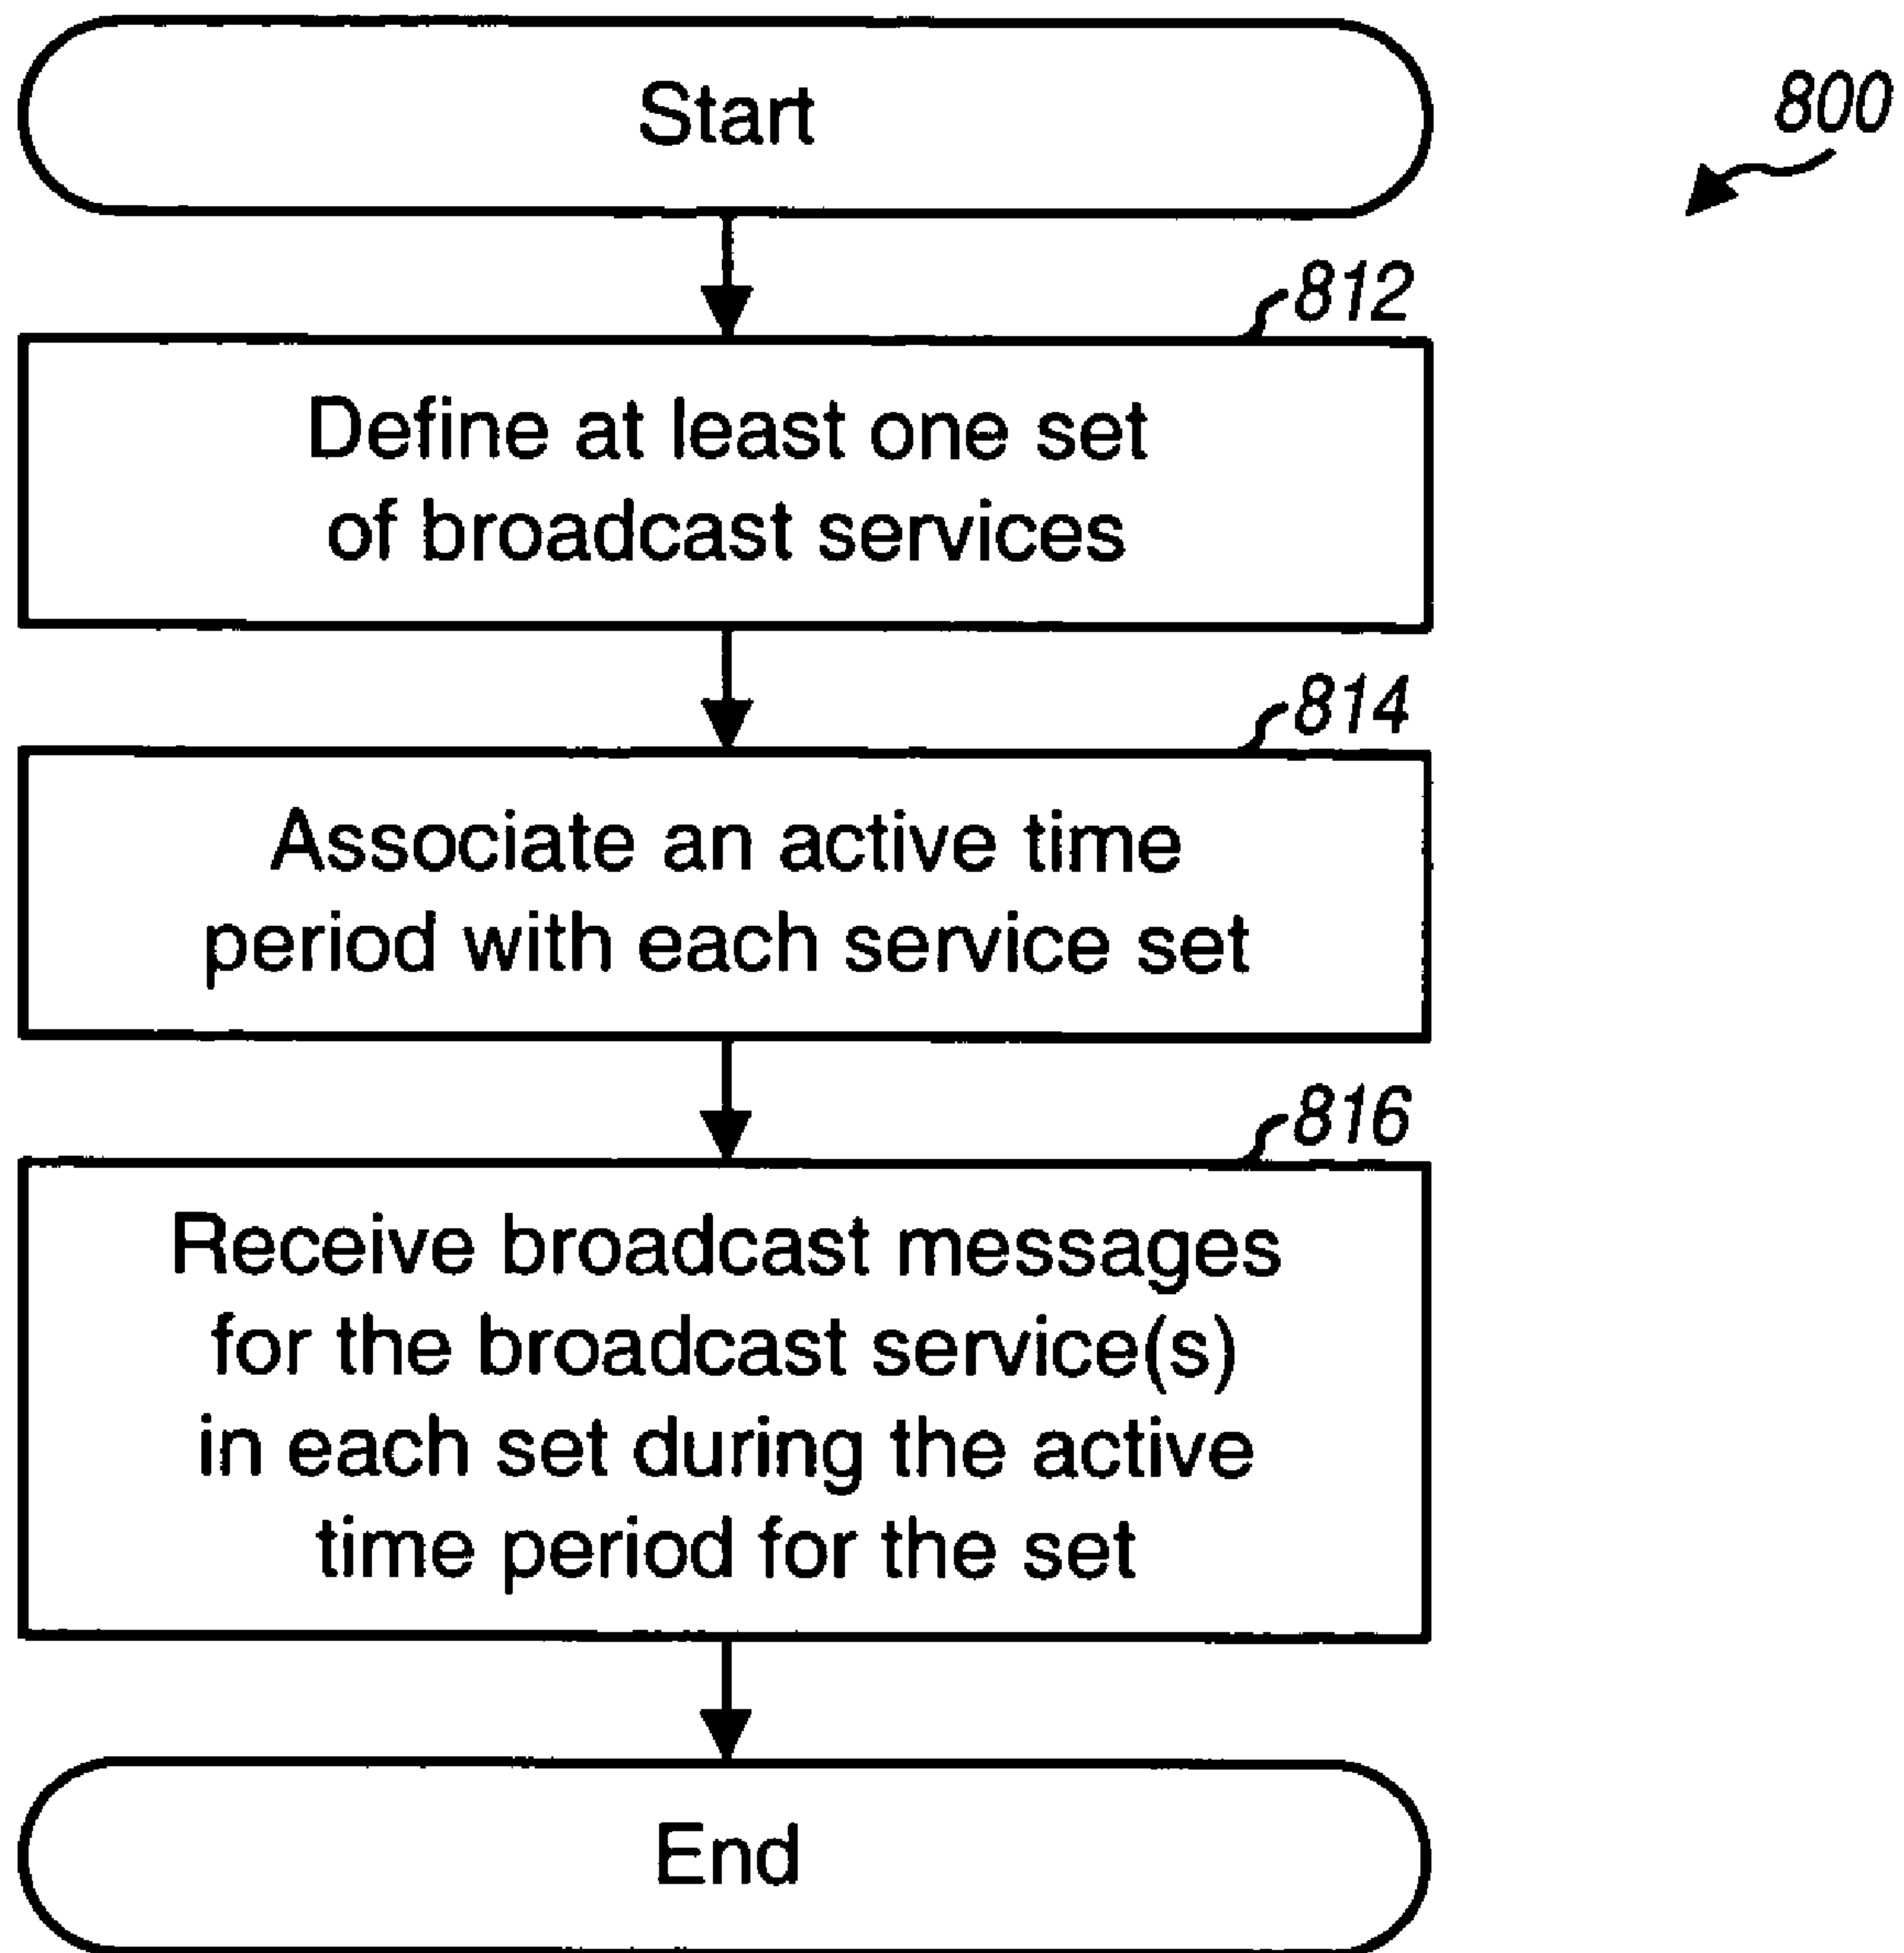 Start
800
812
Define at least one set
of broadcast services
814
Associate an active time
period with each service set
816
Receive broadcast messages
for the broadcast service(s)
in each set during the active
time period for the set
End